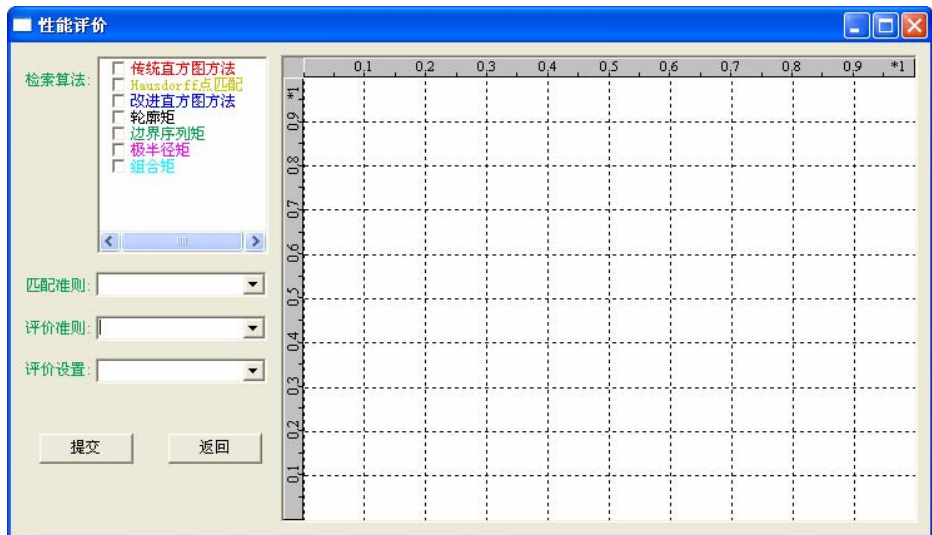 性能评价
检索算法:
传统直方图方法
Hausdorff点匹配
改进直方图方法
轮廓矩
边界序列矩
极半径矩
组合矩
匹配准则:
评价准则:
评价设置:
提交 返回
0.1 0.2 0.3 0.4 0.5 0.6 0.7 0.8 0.9 *1
*1
0.9
0.8
0.7
0.6
0.5
0.4
0.3
0.2
0.1